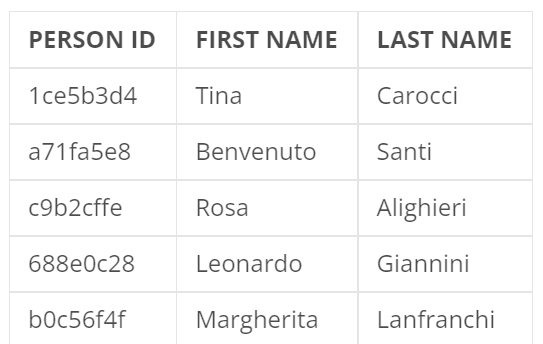 PERSON ID FIRST NAME LAST NAME
1ce5b3d4 Tina Carocci
a71fa5e8 Benvenuto Santi
c9b2cffe Rosa Alighieri
688e0c28 Leonardo Giannini
b0c56f4f Margherita Lanfranchi